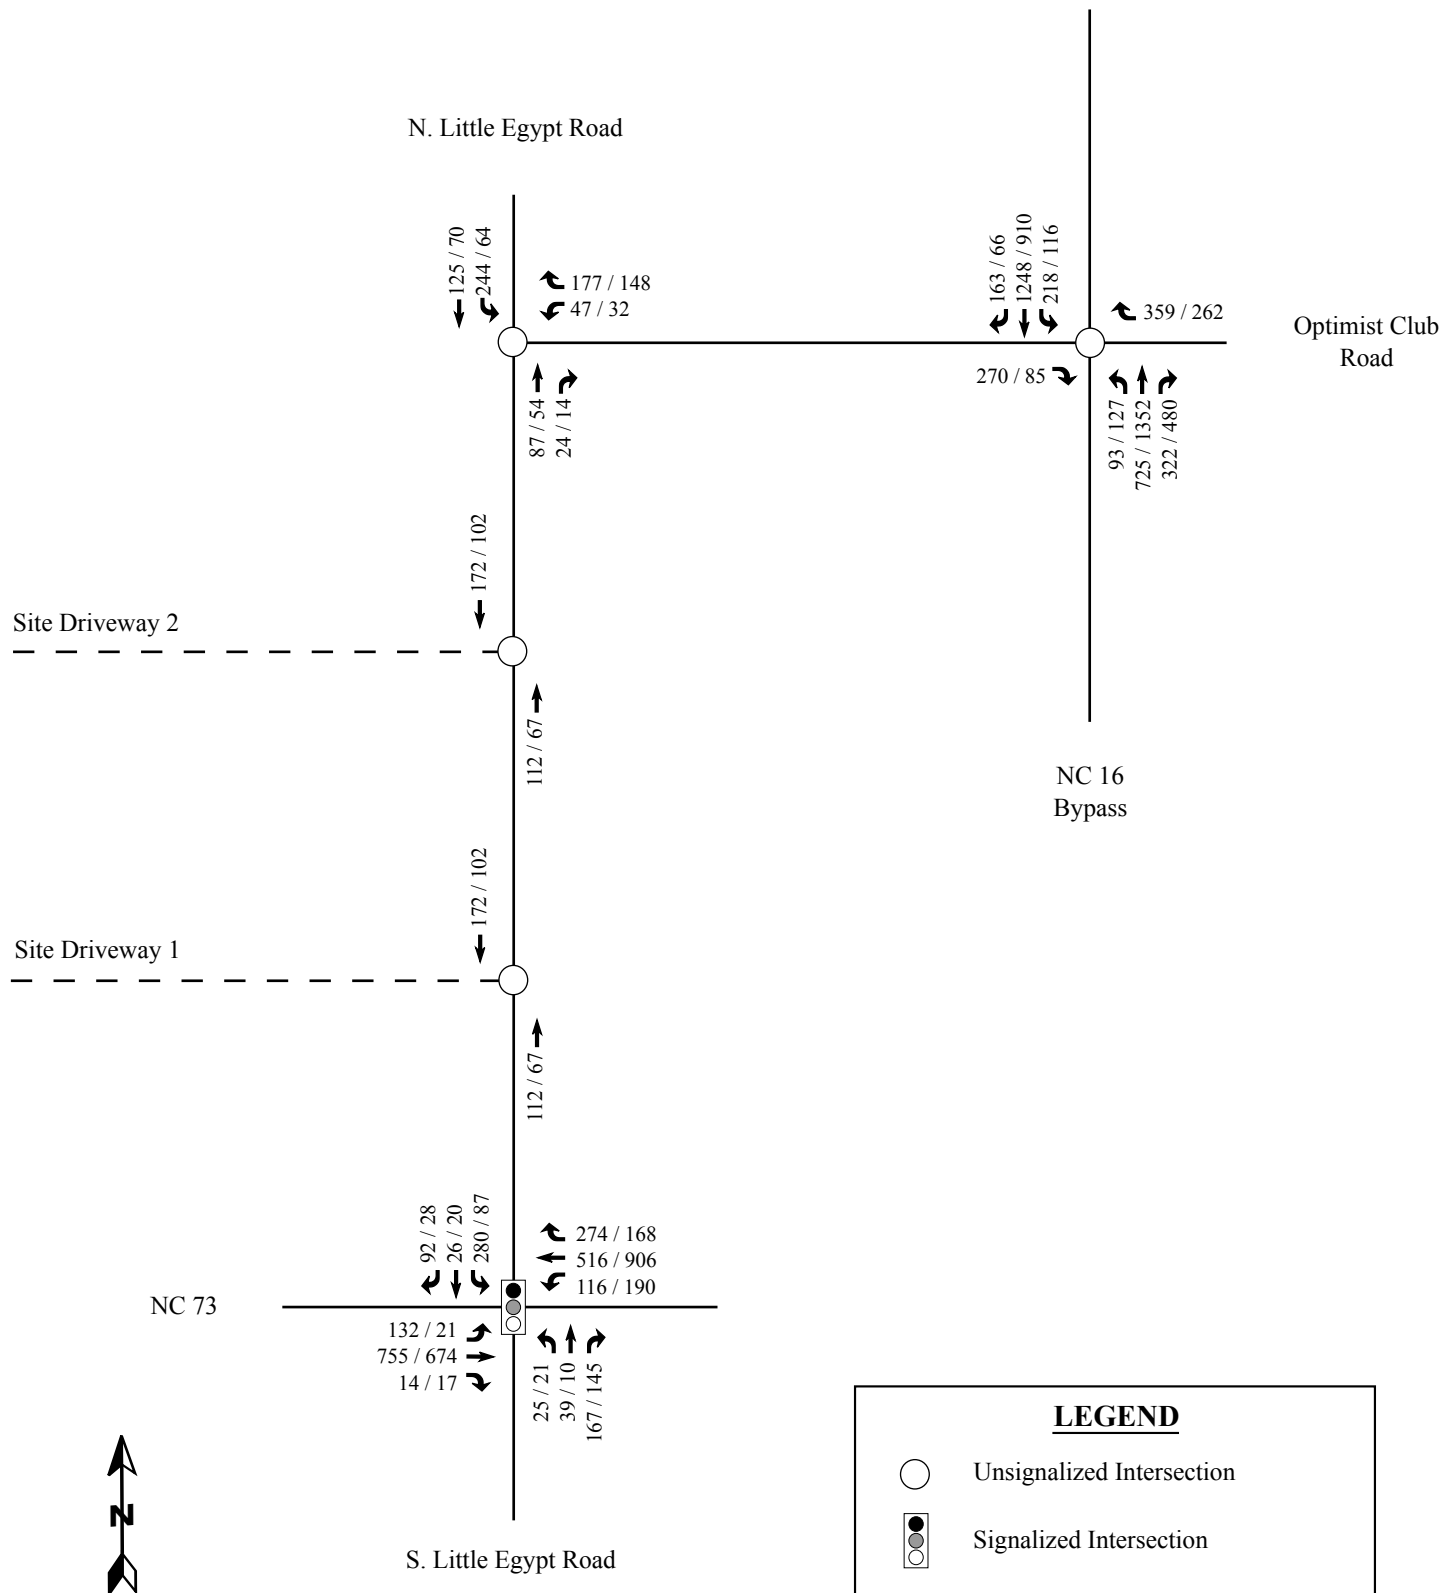 N. Little Egypt Road
125 / 70
244 / 64
177 / 148
47 / 32
163 / 66
1248 / 910
218 / 116
359 / 262
Optimist Club
Road
270 / 85
87 / 54
24 / 14
93 / 127
725 / 1352
322 / 480
172 / 102
Site Driveway 2
112 / 67
NC 16
Bypass
172 / 102
Site Driveway 1
112 / 67
92 / 28
26 / 20
280 / 87
274 / 168
516 / 906
116 / 190
NC 73
132 / 21
755 / 674
14 / 17
25 / 21
39 / 10
167 / 145
LEGEND
Unsignalized Intersection
N
Signalized Intersection
S. Little Egypt Road